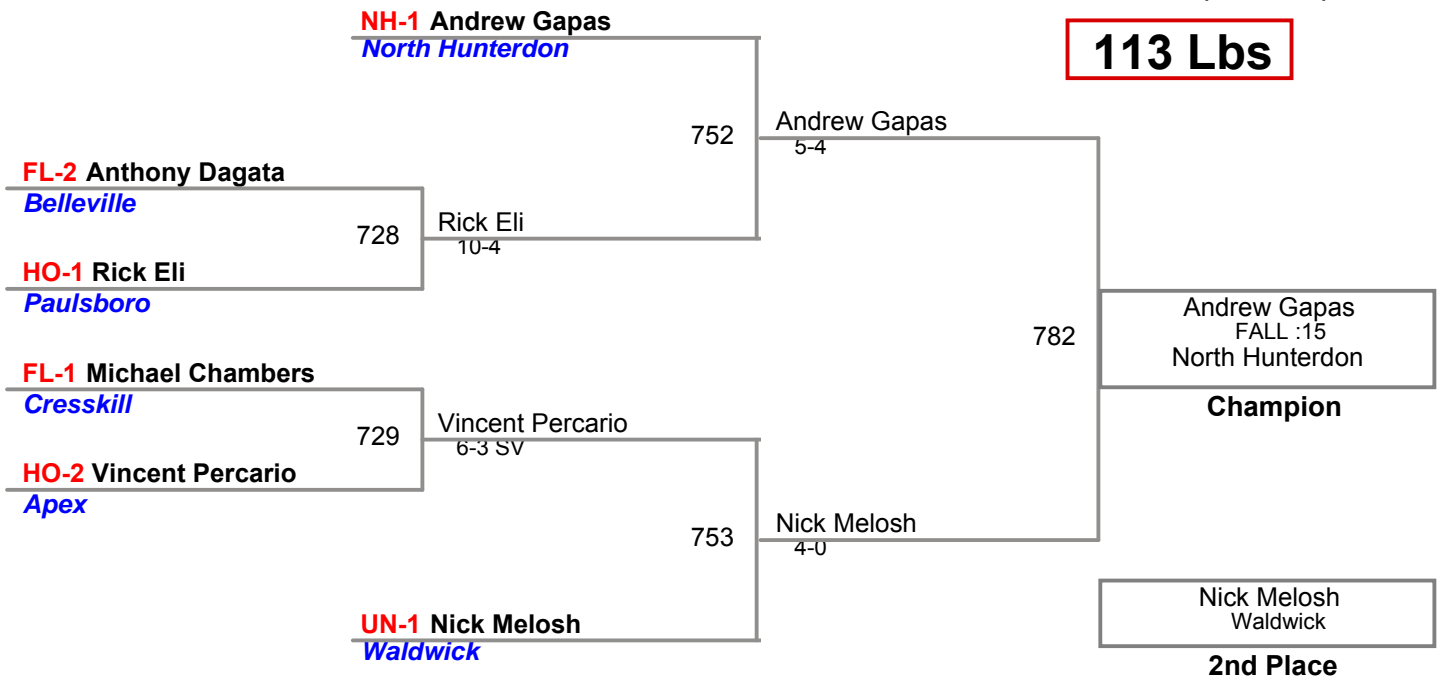 NH-1 Andrew Gapas
North Hunterdon
113 Lbs
752
Andrew Gapas
5-4
FL-2 Anthony Dagata
Belleville
728
Rick Eli
10-4
HO-1 Rick Eli
Paulsboro
782
Andrew Gapas
FALL :15
North Hunterdon
Champion
FL-1 Michael Chambers
Cresskill
729
Vincent Percario
6-3 SV
HO-2 Vincent Percario
Apex
753
Nick Melosh
4-0
UN-1 Nick Melosh
Waldwick
Nick Melosh
Waldwick
2nd Place